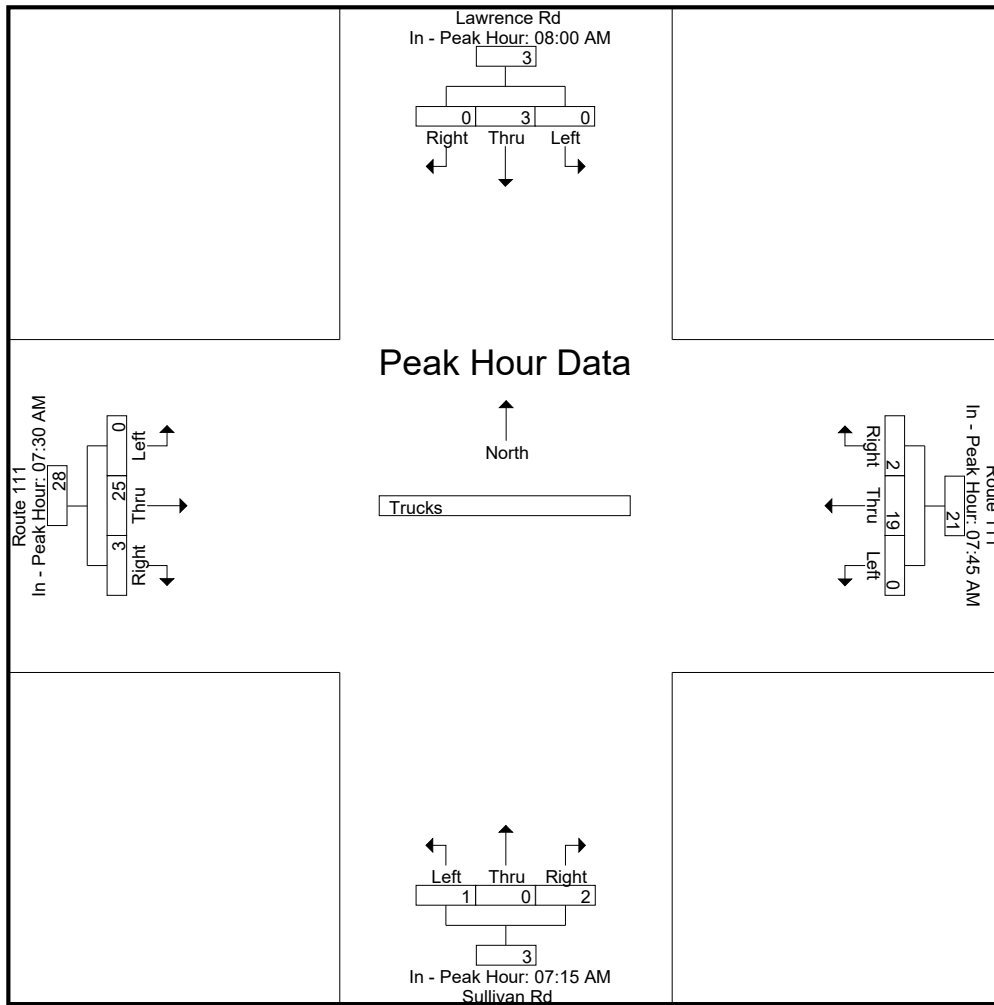 Lawrence Rd
In - Peak Hour: 08:00 AM
3
0 3 0
Right Thru Left
Peak Hour Data
North
Trucks
Route 111
In - Peak Hour: 07:30 AM
28
0 25 3
Left Thru Right
Route 111
In - Peak Hour: 07:45 AM
21
2 19 0
Right Thru Left
Left Thru Right
1 0 2
3
In - Peak Hour: 07:15 AM
Sullivan Rd